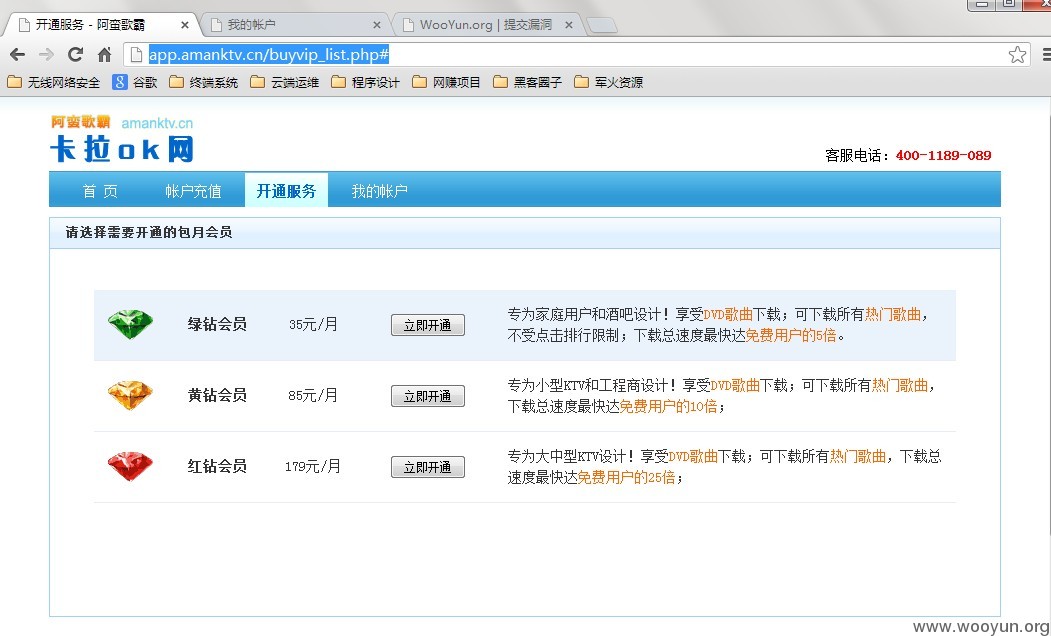 开通服务 - 阿蛮歌霸
我的帐户
WooYun.org | 提交漏洞
app.amanktv.cn/buyvip_list.php#
无线网络安全 谷歌 终端系统 云端运维 程序设计 网赚项目 黑客圈子 军火资源
阿蛮歌霸 amanktv.cn
卡拉ok网
客服电话：400-1189-089
首 页 帐户充值 开通服务 我的帐户
请选择需要开通的包月会员
绿钻会员 35元/月 立即开通 专为家庭用户和酒吧设计！享受DVD歌曲下载；可下载所有热门歌曲，
不受点击排行限制；下载总速度最快达免费用户的5倍。
黄钻会员 85元/月 立即开通 专为小型KTV和工程商设计！享受DVD歌曲下载；可下载所有热门歌曲，
下载总速度最快达免费用户的10倍；
红钻会员 179元/月 立即开通 专为大中型KTV设计！享受DVD歌曲下载；可下载所有热门歌曲，下载总
速度最快达免费用户的25倍；
www.wooyun.org